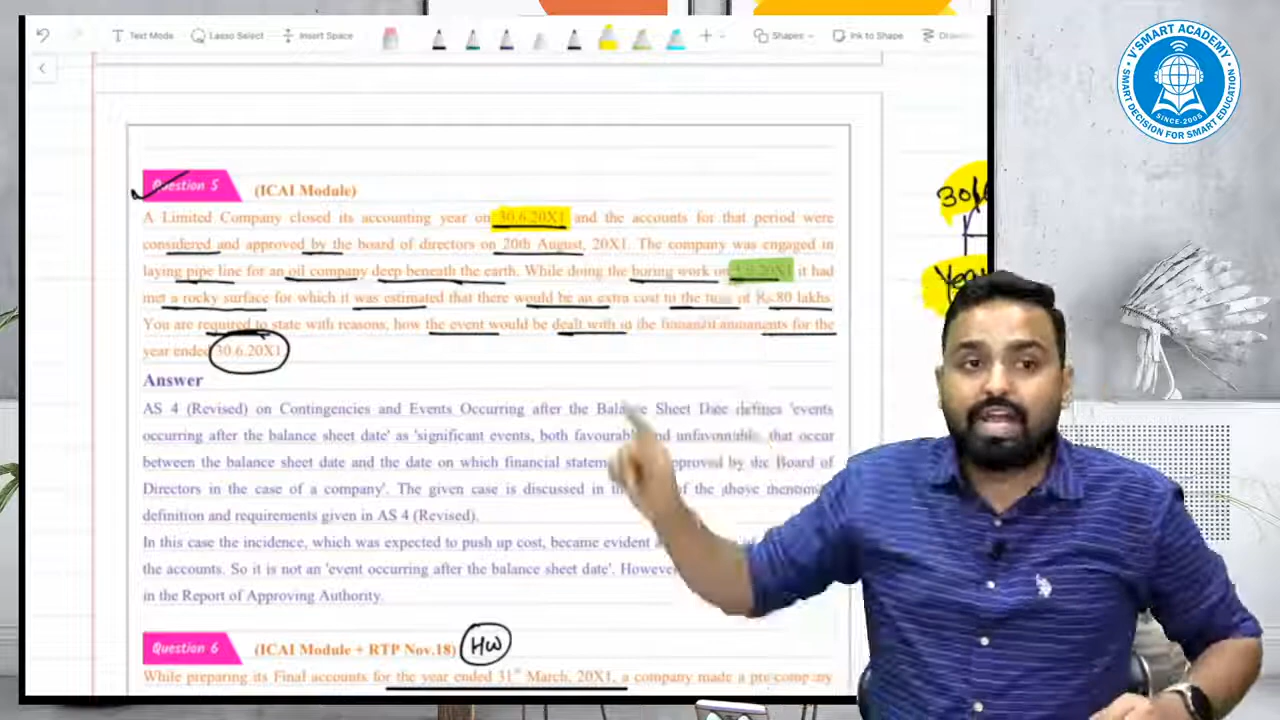 Text Mode Lasso Select Insert Space Shapes Ink to Shape
V'SMART ACADEMY
SMART DECISION FOR SMART EDUCATION
SINCE-2005
Question 5 (ICAI Module)
A Limited Company closed its accounting year on 30.6.20X1 and the accounts for that period were
considered and approved by the board of directors on 20th August, 20X1. The company was engaged in
laying pipe line for an oil company deep beneath the earth. While doing the boring work on it had
met a rocky surface for which it was estimated that there would be an extra cost to the tune of Rs.80 lakhs
You are required to state with reasons, how the event would be dealt with in the for the
year ended 30.6.20X1
Answer
AS 4 (Revised) on Contingencies and Events Occurring after the Balance Sheet Date defines 'events
occurring after the balance sheet date' as 'significant events, both that occur
between the balance sheet date and the date on which financial by the Board of
Directors in the case of a company'. The given case is discussed in of the above
definition and requirements given in AS 4 (Revised).
In this case the incidence, which was expected to push up cost, became evident
the accounts. So it is not an 'event occurring after the balance sheet date'.
in the Report of Approving Authority.
Question 6 (ICAI Module + RTP Nov.18) HW
While preparing its Final accounts for the year ended 31st March, 20X1, a company made a